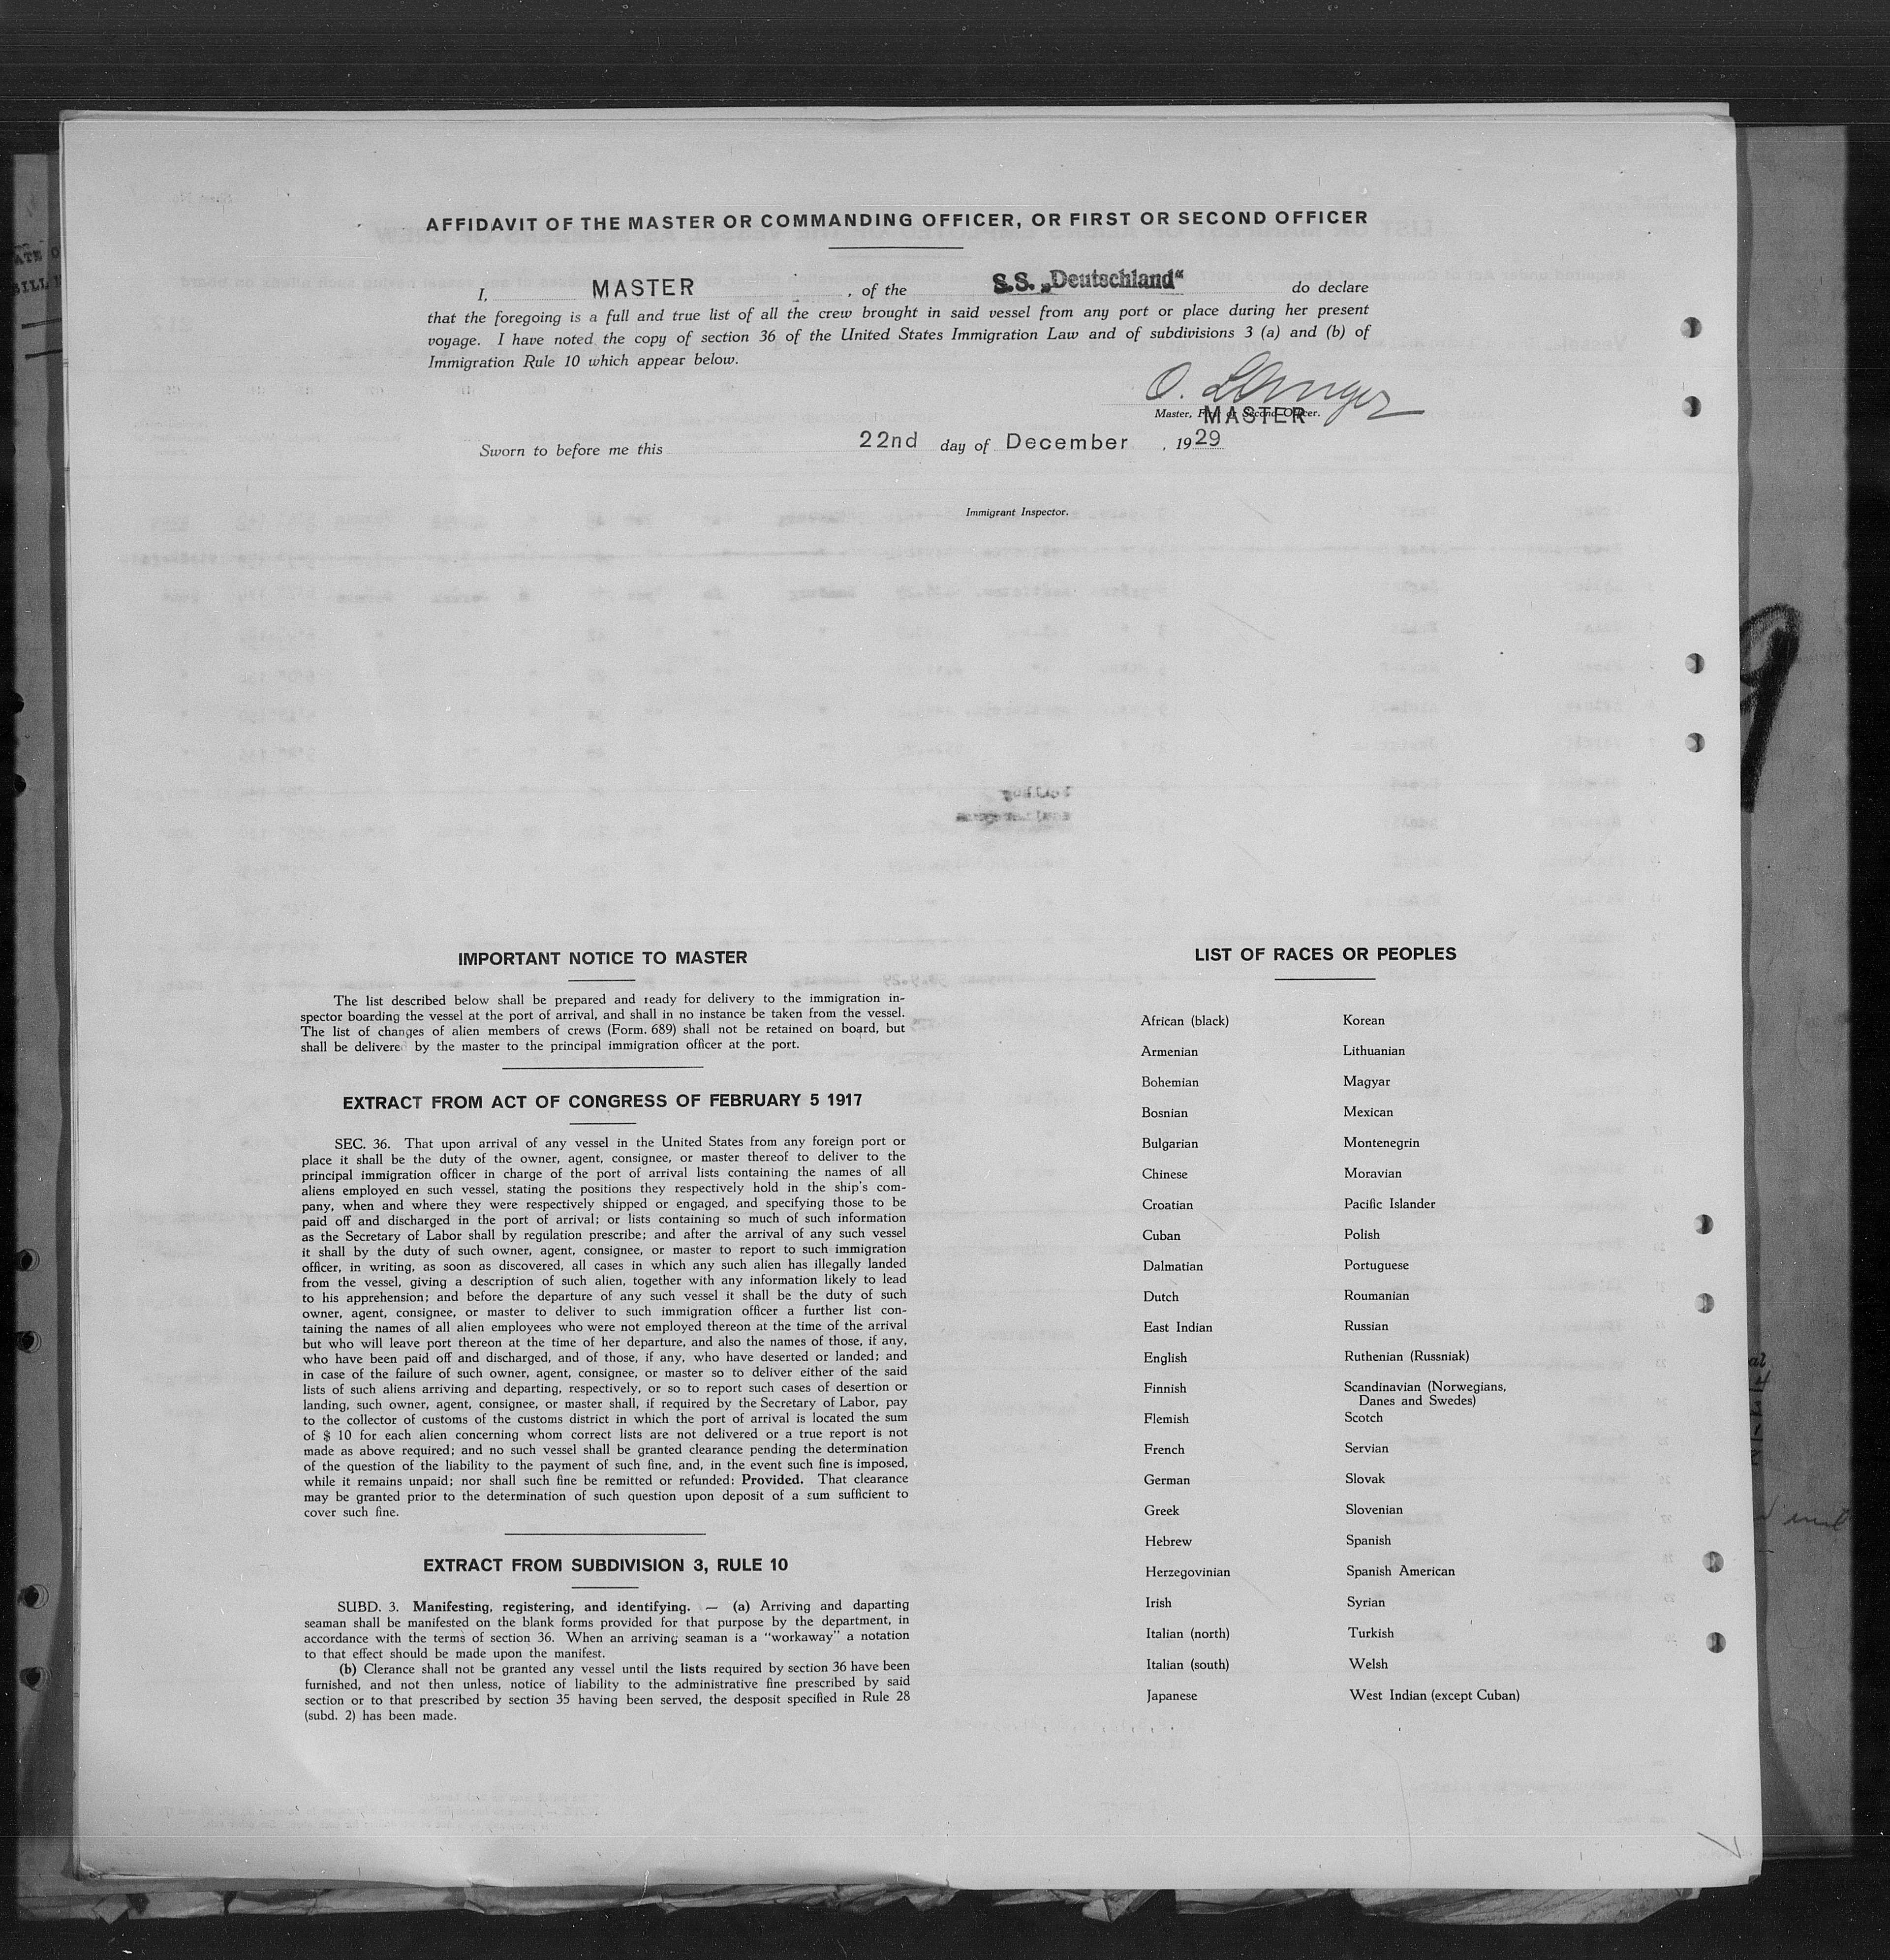 AFFIDAVIT OF THE MASTER OR COMMANDING OFFICER, OR FIRST OR SECOND OFFICER
I, MASTER , of the S.S. „Deutschland“ do declare
that the foregoing is a full and true list of all the crew brought in said vessel from any port or place during her present
voyage. I have noted the copy of section 36 of the United States Immigration Law and of subdivisions 3 (a) and (b) of
Immigration Rule 10 which appear below.
O.
Master, First or Second Officer.
MASTER
Sworn to before me this 22nd day of December , 1929
Immigrant Inspector.
IMPORTANT NOTICE TO MASTER
The list described below shall be prepared and ready for delivery to the immigration in-
spector boarding the vessel at the port of arrival, and shall in no instance be taken from the vessel.
The list of changes of alien members of crews (Form. 689) shall not be retained on board, but
shall be delivered by the master to the principal immigration officer at the port.
EXTRACT FROM ACT OF CONGRESS OF FEBRUARY 5 1917
SEC. 36. That upon arrival of any vessel in the United States from any foreign port or
place it shall be the duty of the owner, agent, consignee, or master thereof to deliver to the
principal immigration officer in charge of the port of arrival lists containing the names of all
aliens employed en such vessel, stating the positions they respectively hold in the ship's com-
pany, when and where they were respectively shipped or engaged, and specifying those to be
paid off and discharged in the port of arrival; or lists containing so much of such information
as the Secretary of Labor shall by regulation prescribe; and after the arrival of any such vessel
it shall by the duty of such owner, agent, consignee, or master to report to such immigration
officer, in writing, as soon as discovered, all cases in which any such alien has illegally landed
from the vessel, giving a description of such alien, together with any information likely to lead
to his apprehension; and before the departure of any such vessel it shall be the duty of such
owner, agent, consignee, or master to deliver to such immigration officer a further list con-
taining the names of all alien employees who were not employed thereon at the time of the arrival
but who will leave port thereon at the time of her departure, and also the names of those, if any,
who have been paid off and discharged, and of those, if any, who have deserted or landed; and
in case of the failure of such owner, agent, consignee, or master so to deliver either of the said
lists of such aliens arriving and departing, respectively, or so to report such cases of desertion or
landing, such owner, agent, consignee, or master shall, if required by the Secretary of Labor, pay
to the collector of customs of the customs district in which the port of arrival is located the sum
of $ 10 for each alien concerning whom correct lists are not delivered or a true report is not
made as above required; and no such vessel shall be granted clearance pending the determination
of the question of the liability to the payment of such fine, and, in the event such fine is imposed,
while it remains unpaid; nor shall such fine be remitted or refunded: Provided. That clearance
may be granted prior to the determination of such question upon deposit of a sum sufficient to
cover such fine.
EXTRACT FROM SUBDIVISION 3, RULE 10
SUBD. 3. Manifesting, registering, and identifying. — (a) Arriving and daparting
seaman shall be manifested on the blank forms provided for that purpose by the department, in
accordance with the terms of section 36. When an arriving seaman is a "workaway" a notation
to that effect should be made upon the manifest.
(b) Clerance shall not be granted any vessel until the lists required by section 36 have been
furnished, and not then unless, notice of liability to the administrative fine prescribed by said
section or to that prescribed by section 35 having been served, the desposit specified in Rule 28
(subd. 2) has been made.
LIST OF RACES OR PEOPLES
African (black)
Armenian
Bohemian
Bosnian
Bulgarian
Chinese
Croatian
Cuban
Dalmatian
Dutch
East Indian
English
Finnish
Flemish
French
German
Greek
Hebrew
Herzegovinian
Irish
Italian (north)
Italian (south)
Japanese
Korean
Lithuanian
Magyar
Mexican
Montenegrin
Moravian
Pacific Islander
Polish
Portuguese
Roumanian
Russian
Ruthenian (Russniak)
Scandinavian (Norwegians,
Danes and Swedes)
Scotch
Servian
Slovak
Slovenian
Spanish
Spanish American
Syrian
Turkish
Welsh
West Indian (except Cuban)